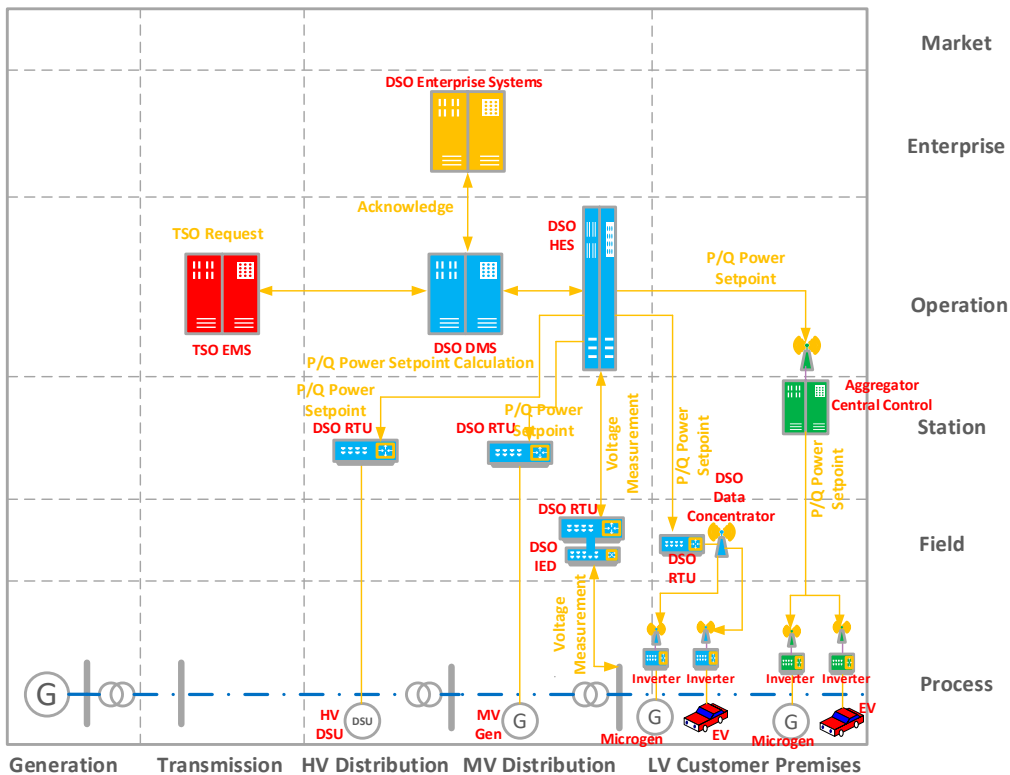 Market
DSO Enterprise Systems
Enterprise
Acknowledge
TSO Request
DSO
HES
P/Q Power
Setpoint
Operation
TSO EMS
DSO DMS
P/Q Power Setpoint Calculation
P/Q Power
Setpoint
Aggregator
Central Control
P/Q Power
Setpoint
DSO RTU
DSO RTU
Station
Voltage
Measurement
P/Q Power
Setpoint
P/Q Power
Setpoint
DSO
Data
Concentrator
DSO RTU
DSO
IED
DSO
RTU
Field
Voltage
Measurement
Inverter
Inverter
Inverter
Inverter
Process
G
HV
DSU
DSU
MV
Gen
G
G
Microgen
EV
G
Microgen
EV
Generation
Transmission
HV Distribution
MV Distribution
LV Customer Premises